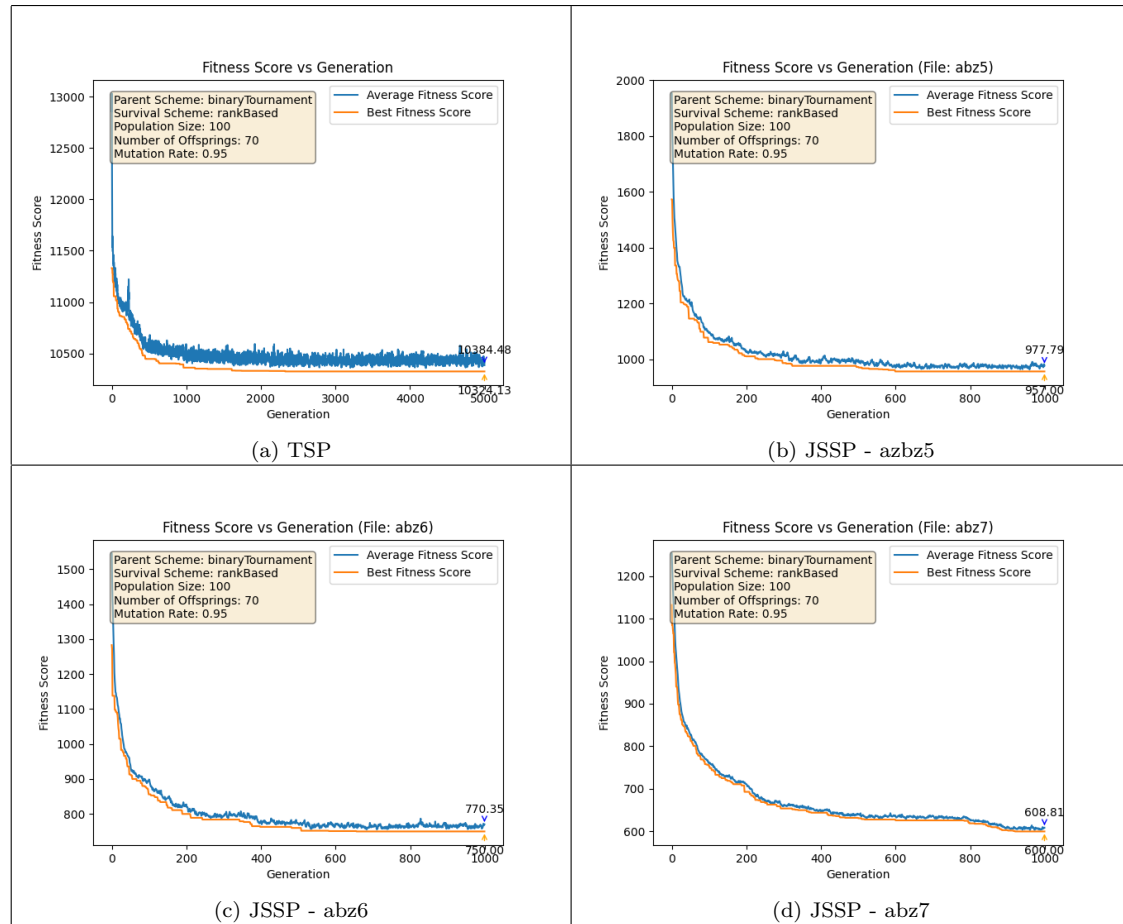 Fitness Score vs Generation
Parent Scheme: binaryTournament
Survival Scheme: rankBased
Population Size: 100
Number of Offsprings: 70
Mutation Rate: 0.95
Average Fitness Score
Best Fitness Score
13000
12500
12000
11500
11000
10500
Fitness Score
10384.48
10324.13
0
1000
2000
3000
4000
5000
Generation
(a) TSP
Fitness Score vs Generation (File: abz5)
Parent Scheme: binaryTournament
Survival Scheme: rankBased
Population Size: 100
Number of Offsprings: 70
Mutation Rate: 0.95
Average Fitness Score
Best Fitness Score
2000
1800
1600
1400
1200
1000
Fitness Score
977.79
957.00
0
200
400
600
800
1000
Generation
(b) JSSP - azbz5
Fitness Score vs Generation (File: abz6)
Parent Scheme: binaryTournament
Survival Scheme: rankBased
Population Size: 100
Number of Offsprings: 70
Mutation Rate: 0.95
Average Fitness Score
Best Fitness Score
1500
1400
1300
1200
1100
1000
900
800
Fitness Score
770.35
750.00
0
200
400
600
800
1000
Generation
(c) JSSP - abz6
Fitness Score vs Generation (File: abz7)
Parent Scheme: binaryTournament
Survival Scheme: rankBased
Population Size: 100
Number of Offsprings: 70
Mutation Rate: 0.95
Average Fitness Score
Best Fitness Score
1200
1100
1000
900
800
700
600
Fitness Score
608.81
600.00
0
200
400
600
800
1000
Generation
(d) JSSP - abz7